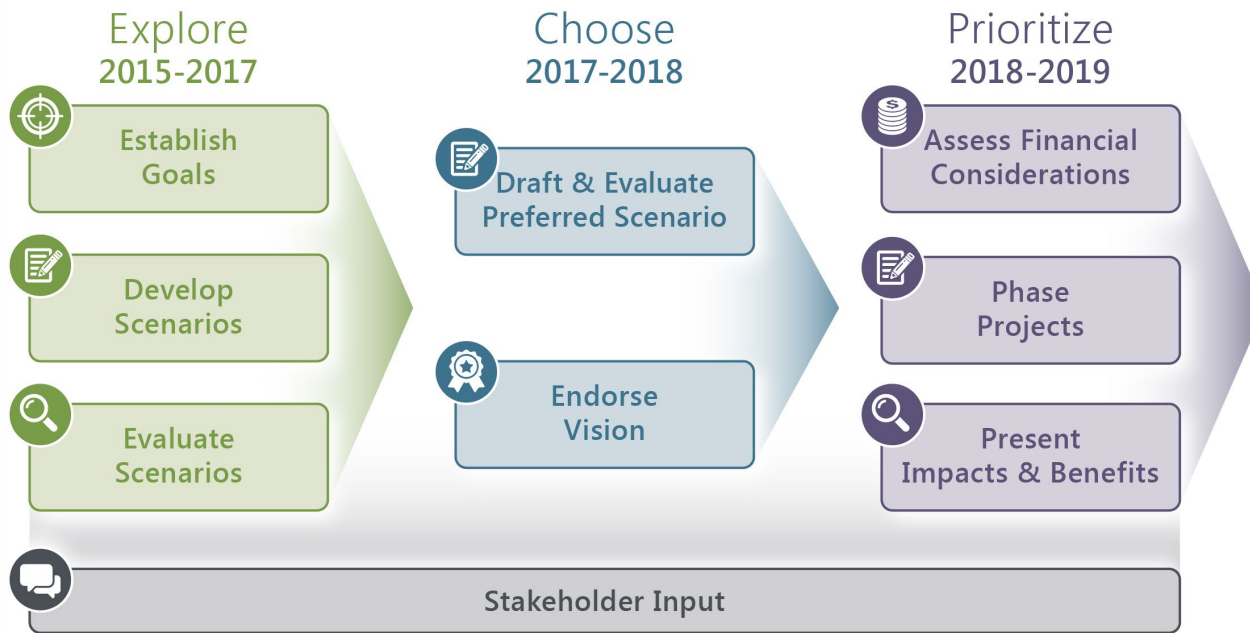 Explore
2015-2017
Establish
Goals
Develop
Scenarios
Evaluate
Scenarios
Choose
2017-2018
Draft & Evaluate
Preferred Scenario
Endorse
Vision
Prioritize
2018-2019
$
Assess Financial
Considerations
Phase
Projects
Present
Impacts & Benefits
Stakeholder Input